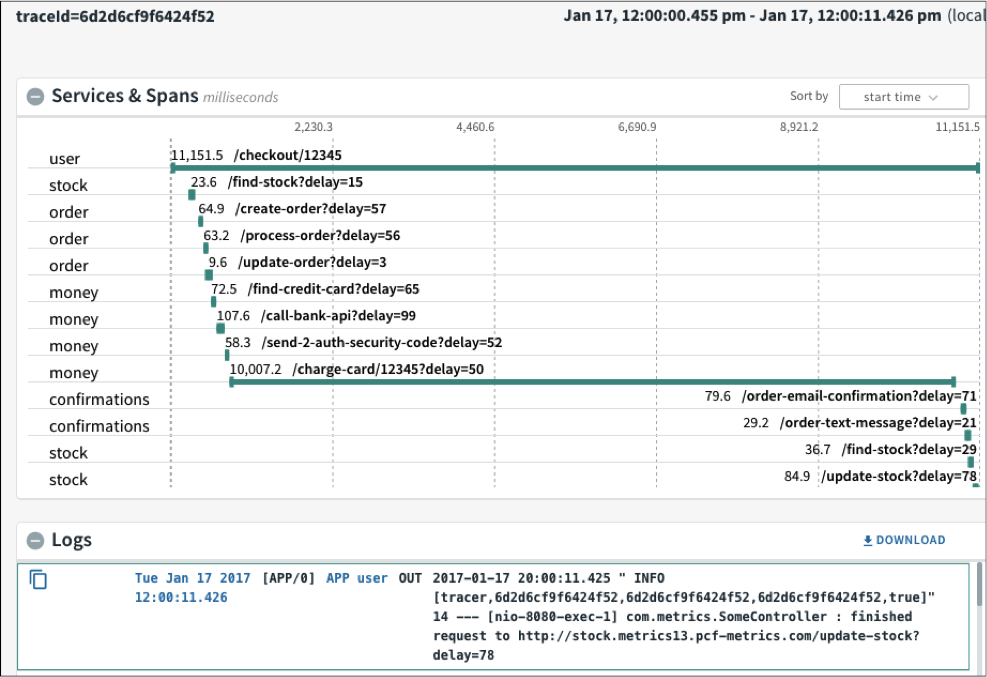 traceId=6d2d6cf9f6424f52 Jan 17, 12:00:00.455 pm - Jan 17, 12:00:11.426 pm (local
Services & Spans milliseconds Sort by start time
2,230.3 4,460.6 6,690.9 8,921.2 11,151.5
user 11,151.5 /checkout/12345
stock 23.6 /find-stock?delay=15
order 64.9 /create-order?delay=57
order 63.2 /process-order?delay=56
order 9.6 /update-order?delay=3
money 72.5 /find-credit-card?delay=65
money 107.6 /call-bank-api?delay=99
money 58.3 /send-2-auth-security-code?delay=52
money 10,007.2 /charge-card/12345?delay=50
confirmations 79.6 /order-email-confirmation?delay=71
confirmations 29.2 /order-text-message?delay=21
stock 36.7 /find-stock?delay=29
stock 84.9 /update-stock?delay=78
Logs DOWNLOAD
Tue Jan 17 2017 [APP/0] APP user OUT 2017-01-17 20:00:11.425 " INFO
12:00:11.426 [tracer,6d2d6cf9f6424f52,6d2d6cf9f6424f52,6d2d6cf9f6424f52,true]"
14 --- [nio-8080-exec-1] com.metrics.SomeController : finished
request to http://stock.metrics13.pcf-metrics.com/update-stock?
delay=78